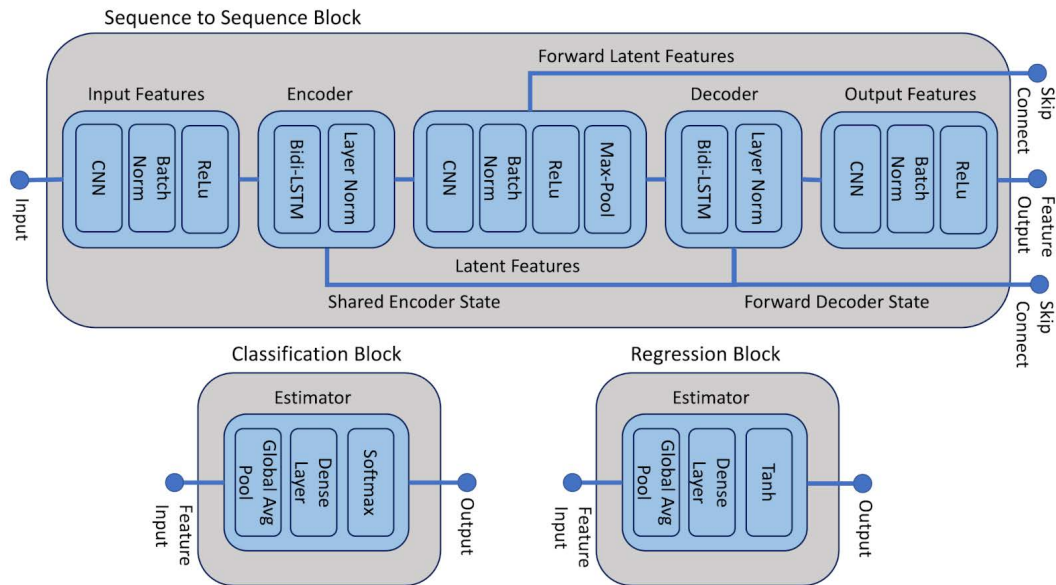 Sequence to Sequence Block
Forward Latent Features
Input Features
Encoder
Decoder
Output Features
CNN
Batch
Norm
ReLu
Bidi-LSTM
Layer Norm
CNN
Batch
Norm
ReLu
Max-Pool
Bidi-LSTM
Layer Norm
CNN
Batch
Norm
ReLu
Input
Skip
Connect
Feature
Output
Skip
Connect
Latent Features
Shared Encoder State
Forward Decoder State
Classification Block
Estimator
Global Avg
Pool
Dense
Layer
Softmax
Feature
Input
Output
Regression Block
Estimator
Global Avg
Pool
Dense
Layer
Tanh
Feature
Input
Output